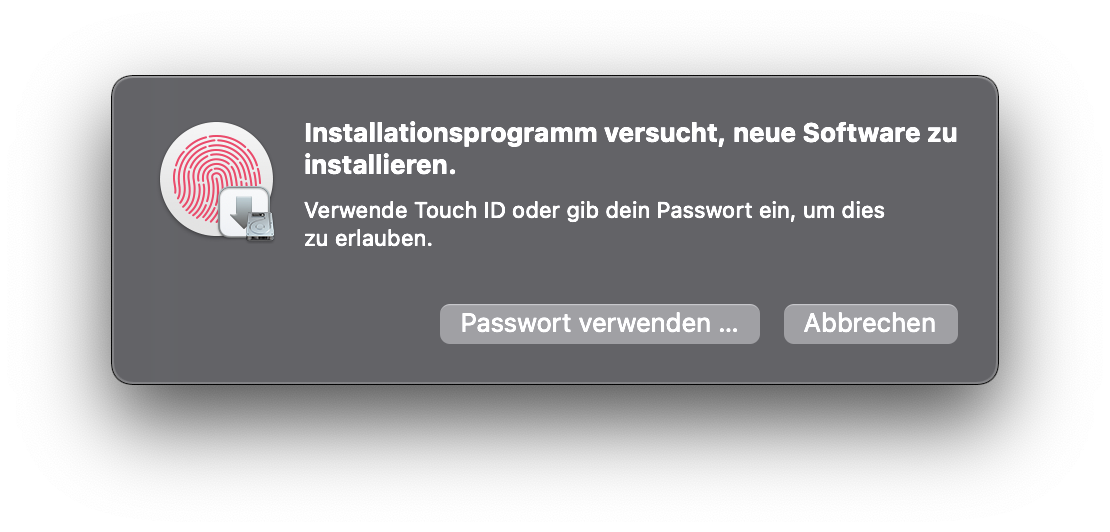 Installationsprogramm versucht, neue Software zu
installieren.
Verwende Touch ID oder gib dein Passwort ein, um dies
zu erlauben.
Passwort verwenden ...
Abbrechen